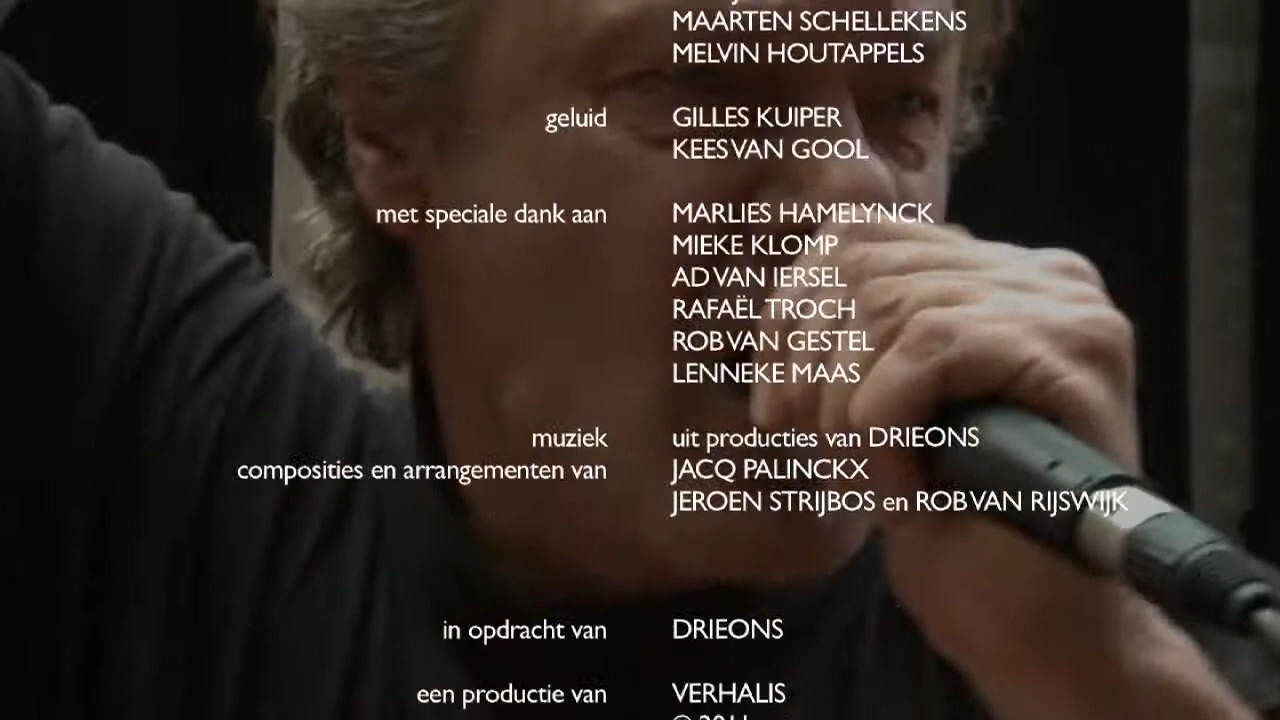 MAARTEN SCHELLEKENS
MELVIN HOUTAPPELS
geluid GILLES KUIPER
KEES VAN GOOL
met speciale dank aan MARLIES HAMELYNCK
MIEKE KLOMP
AD VAN IERSEL
RAFAËL TROCH
ROB VAN GESTEL
LENNEKE MAAS
muziek uit producties van DRIEONS
composities en arrangementen van JACQ PALINCKX
JEROEN STRIJBOS en ROB VAN RIJSWIJK
in opdracht van DRIEONS
een productie van VERHALIS